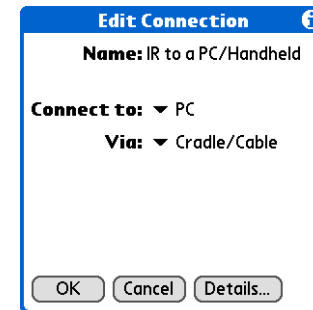 Edit Connection
Name: IR to a PC/Handheld
Connect to: PC
Via: Cradle/Cable
OK Cancel Details...